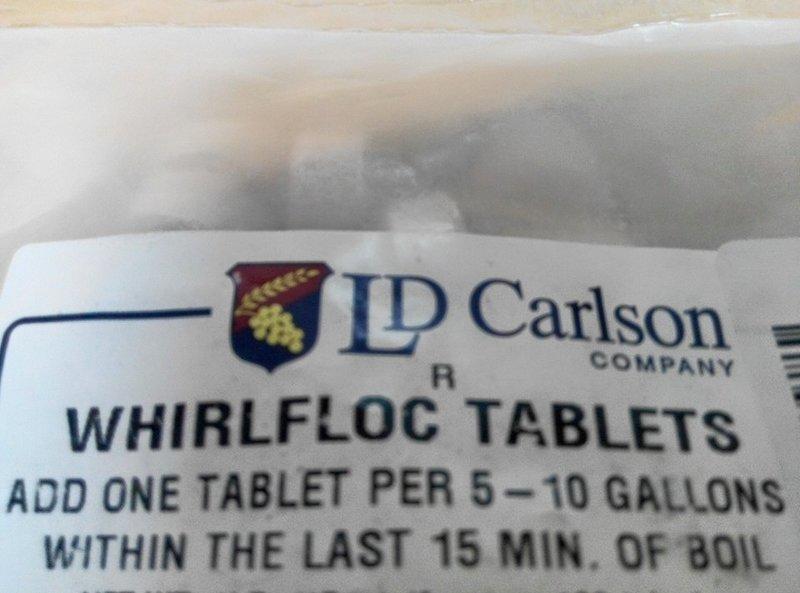 LD Carlson
COMPANY
R
WHIRLFLOC TABLETS
ADD ONE TABLET PER 5-10 GALLONS
WITHIN THE LAST 15 MIN. OF BOIL